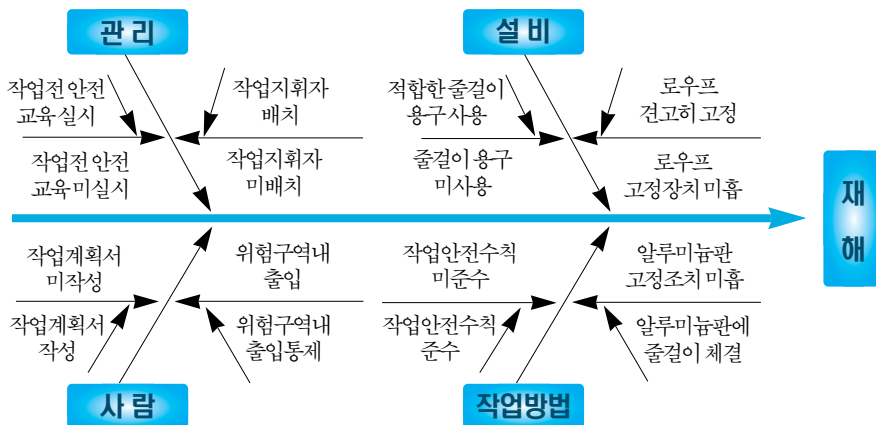 관리
설비
작업전 안전
교육 실시
작업지휘자
배치
적합한 줄걸이
용구 사용
로우프
견고히 고정
작업전 안전
교육 미실시
작업지휘자
미배치
줄걸이 용구
미사용
로우프
고정장치 미흡
재
해
작업계획서
미작성
위험구역내
출입
작업안전수칙
미준수
알루미늄판
고정조치 미흡
작업계획서
작성
위험구역내
출입통제
작업안전수칙
준수
알루미늄판에
줄걸이 체결
사람
작업방법